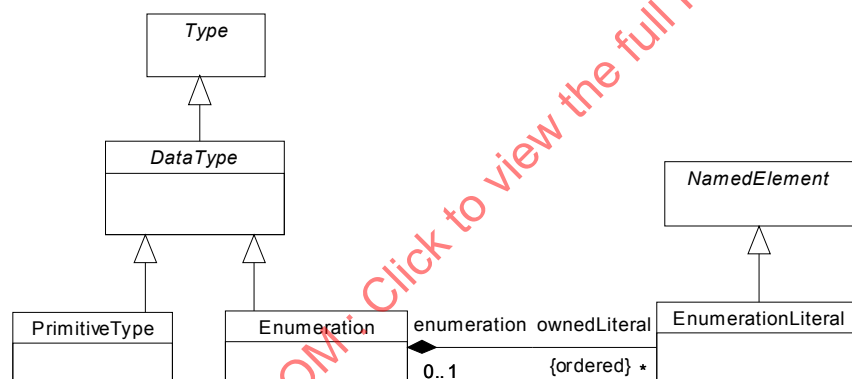 Type
DataType
NamedElement
PrimitiveType
Enumeration
enumeration ownedLiteral
EnumerationLiteral
0..1
{ordered} *
OM : Click to view the full